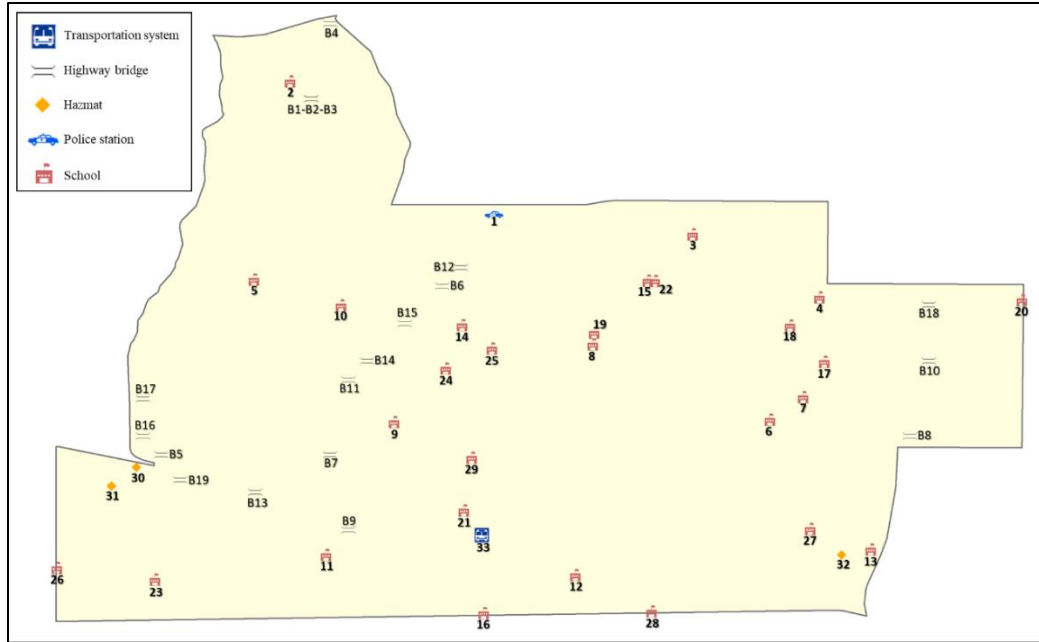 Transportation system
Highway bridge
Hazmat
Police station
School
B4
2
B1-B2-B3
1
3
B12
B6
5
15
22
4
20
10
B15
B18
14
19
18
25
8
B14
24
17
B10
B11
B17
7
9
6
B16
B8
B5
B7
29
30
31
B19
B13
21
B9
27
33
11
32
13
26
23
12
16
28